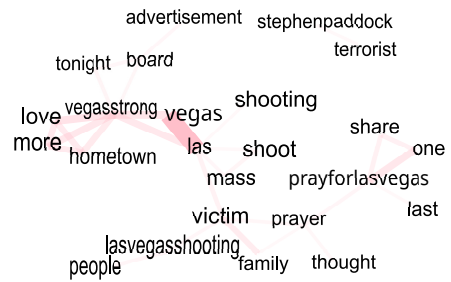 advertisement stephenpaddock
terrorist
tonight board
love vegasstrong vegas shooting
more hometown las shoot share one
mass prayforlasvegas
victim prayer last
lasvegasshooting
people family thought